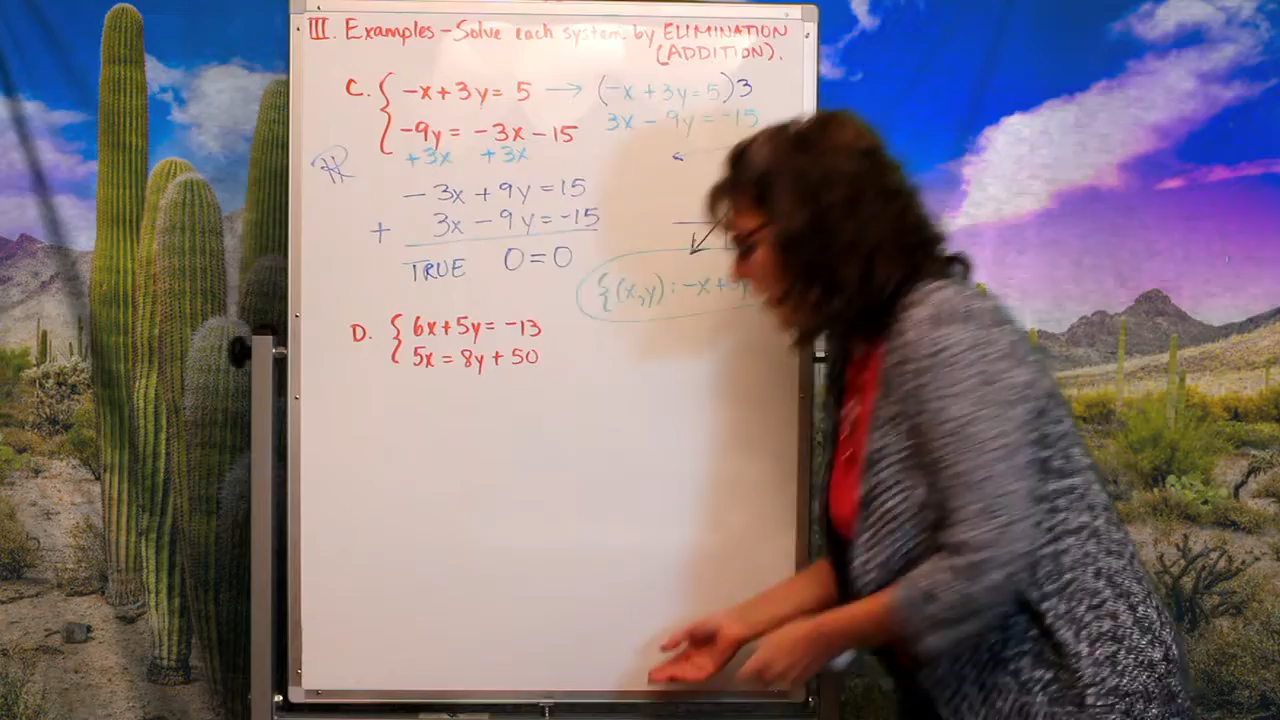 III. Examples - Solve each system by ELIMINATION
(ADDITION).
C. { -x+3y= 5 → (-x+3y=5)3
-9y= -3x-15 3x-9y=-15
+3x +3x
-3x+9y=15
+ 3x-9y=-15
TRUE 0=0
{(x,y): -x+
D. { 6x+5y= -13
5x = 8y+50